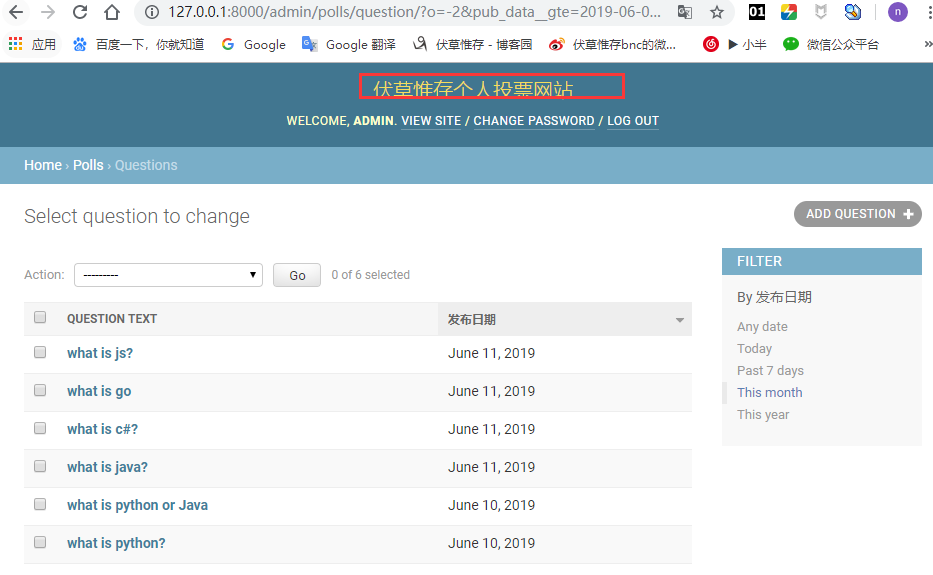 127.0.0.1:8000/admin/polls/question/?o=-2&pub_data__gte=2019-06-0...
01
n
应用
百度一下，你就知道
Google
Google 翻译
伏草惟存 - 博客园
伏草惟存bnc的微...
▶ 小半
微信公众平台
»
伏草惟存个人投票网站
WELCOME, ADMIN. VIEW SITE / CHANGE PASSWORD / LOG OUT
Home › Polls › Questions
Select question to change
ADD QUESTION +
Action: --------- Go 0 of 6 selected
QUESTION TEXT 发布日期
what is js? June 11, 2019
what is go June 11, 2019
what is c#? June 11, 2019
what is java? June 11, 2019
what is python or Java June 10, 2019
what is python? June 10, 2019
FILTER
By 发布日期
Any date
Today
Past 7 days
This month
This year